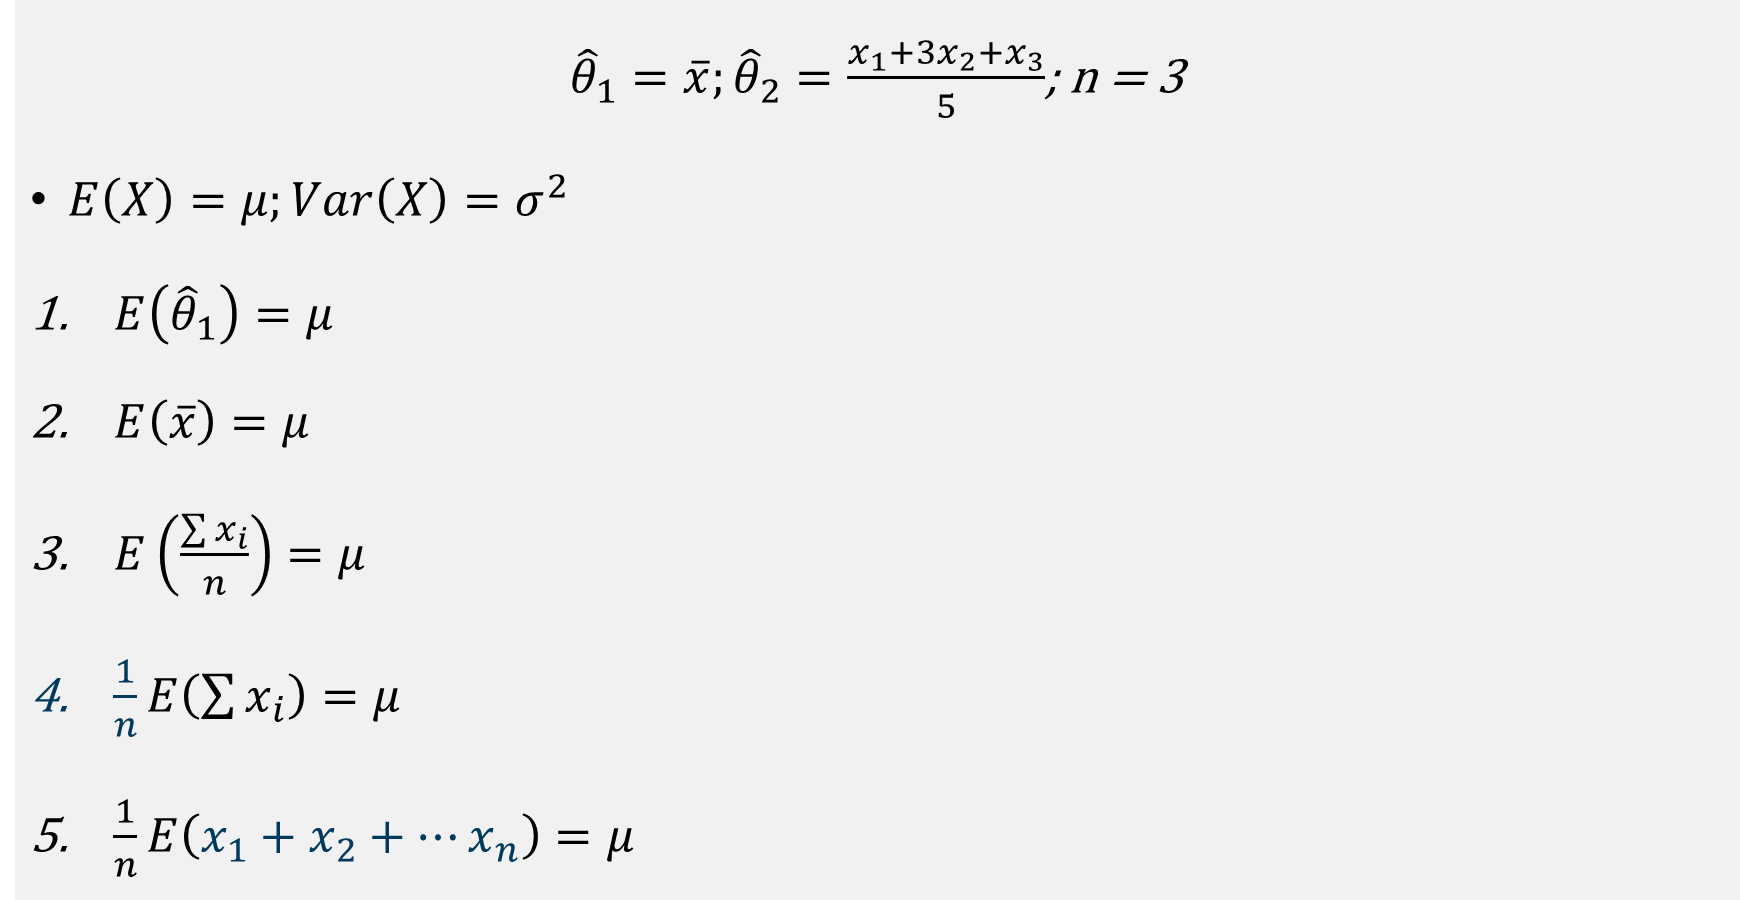 θ̂₁ = x̄; θ̂₂ = (x₁+3x₂+x₃)/5; n = 3
• E(X) = μ; Var(X) = σ²
1. E(θ̂₁) = μ
2. E(x̄) = μ
3. E(∑ xᵢ/n) = μ
4. 1/n E(∑ xᵢ) = μ
5. 1/n E(x₁ + x₂ + ⋯ xₙ) = μ